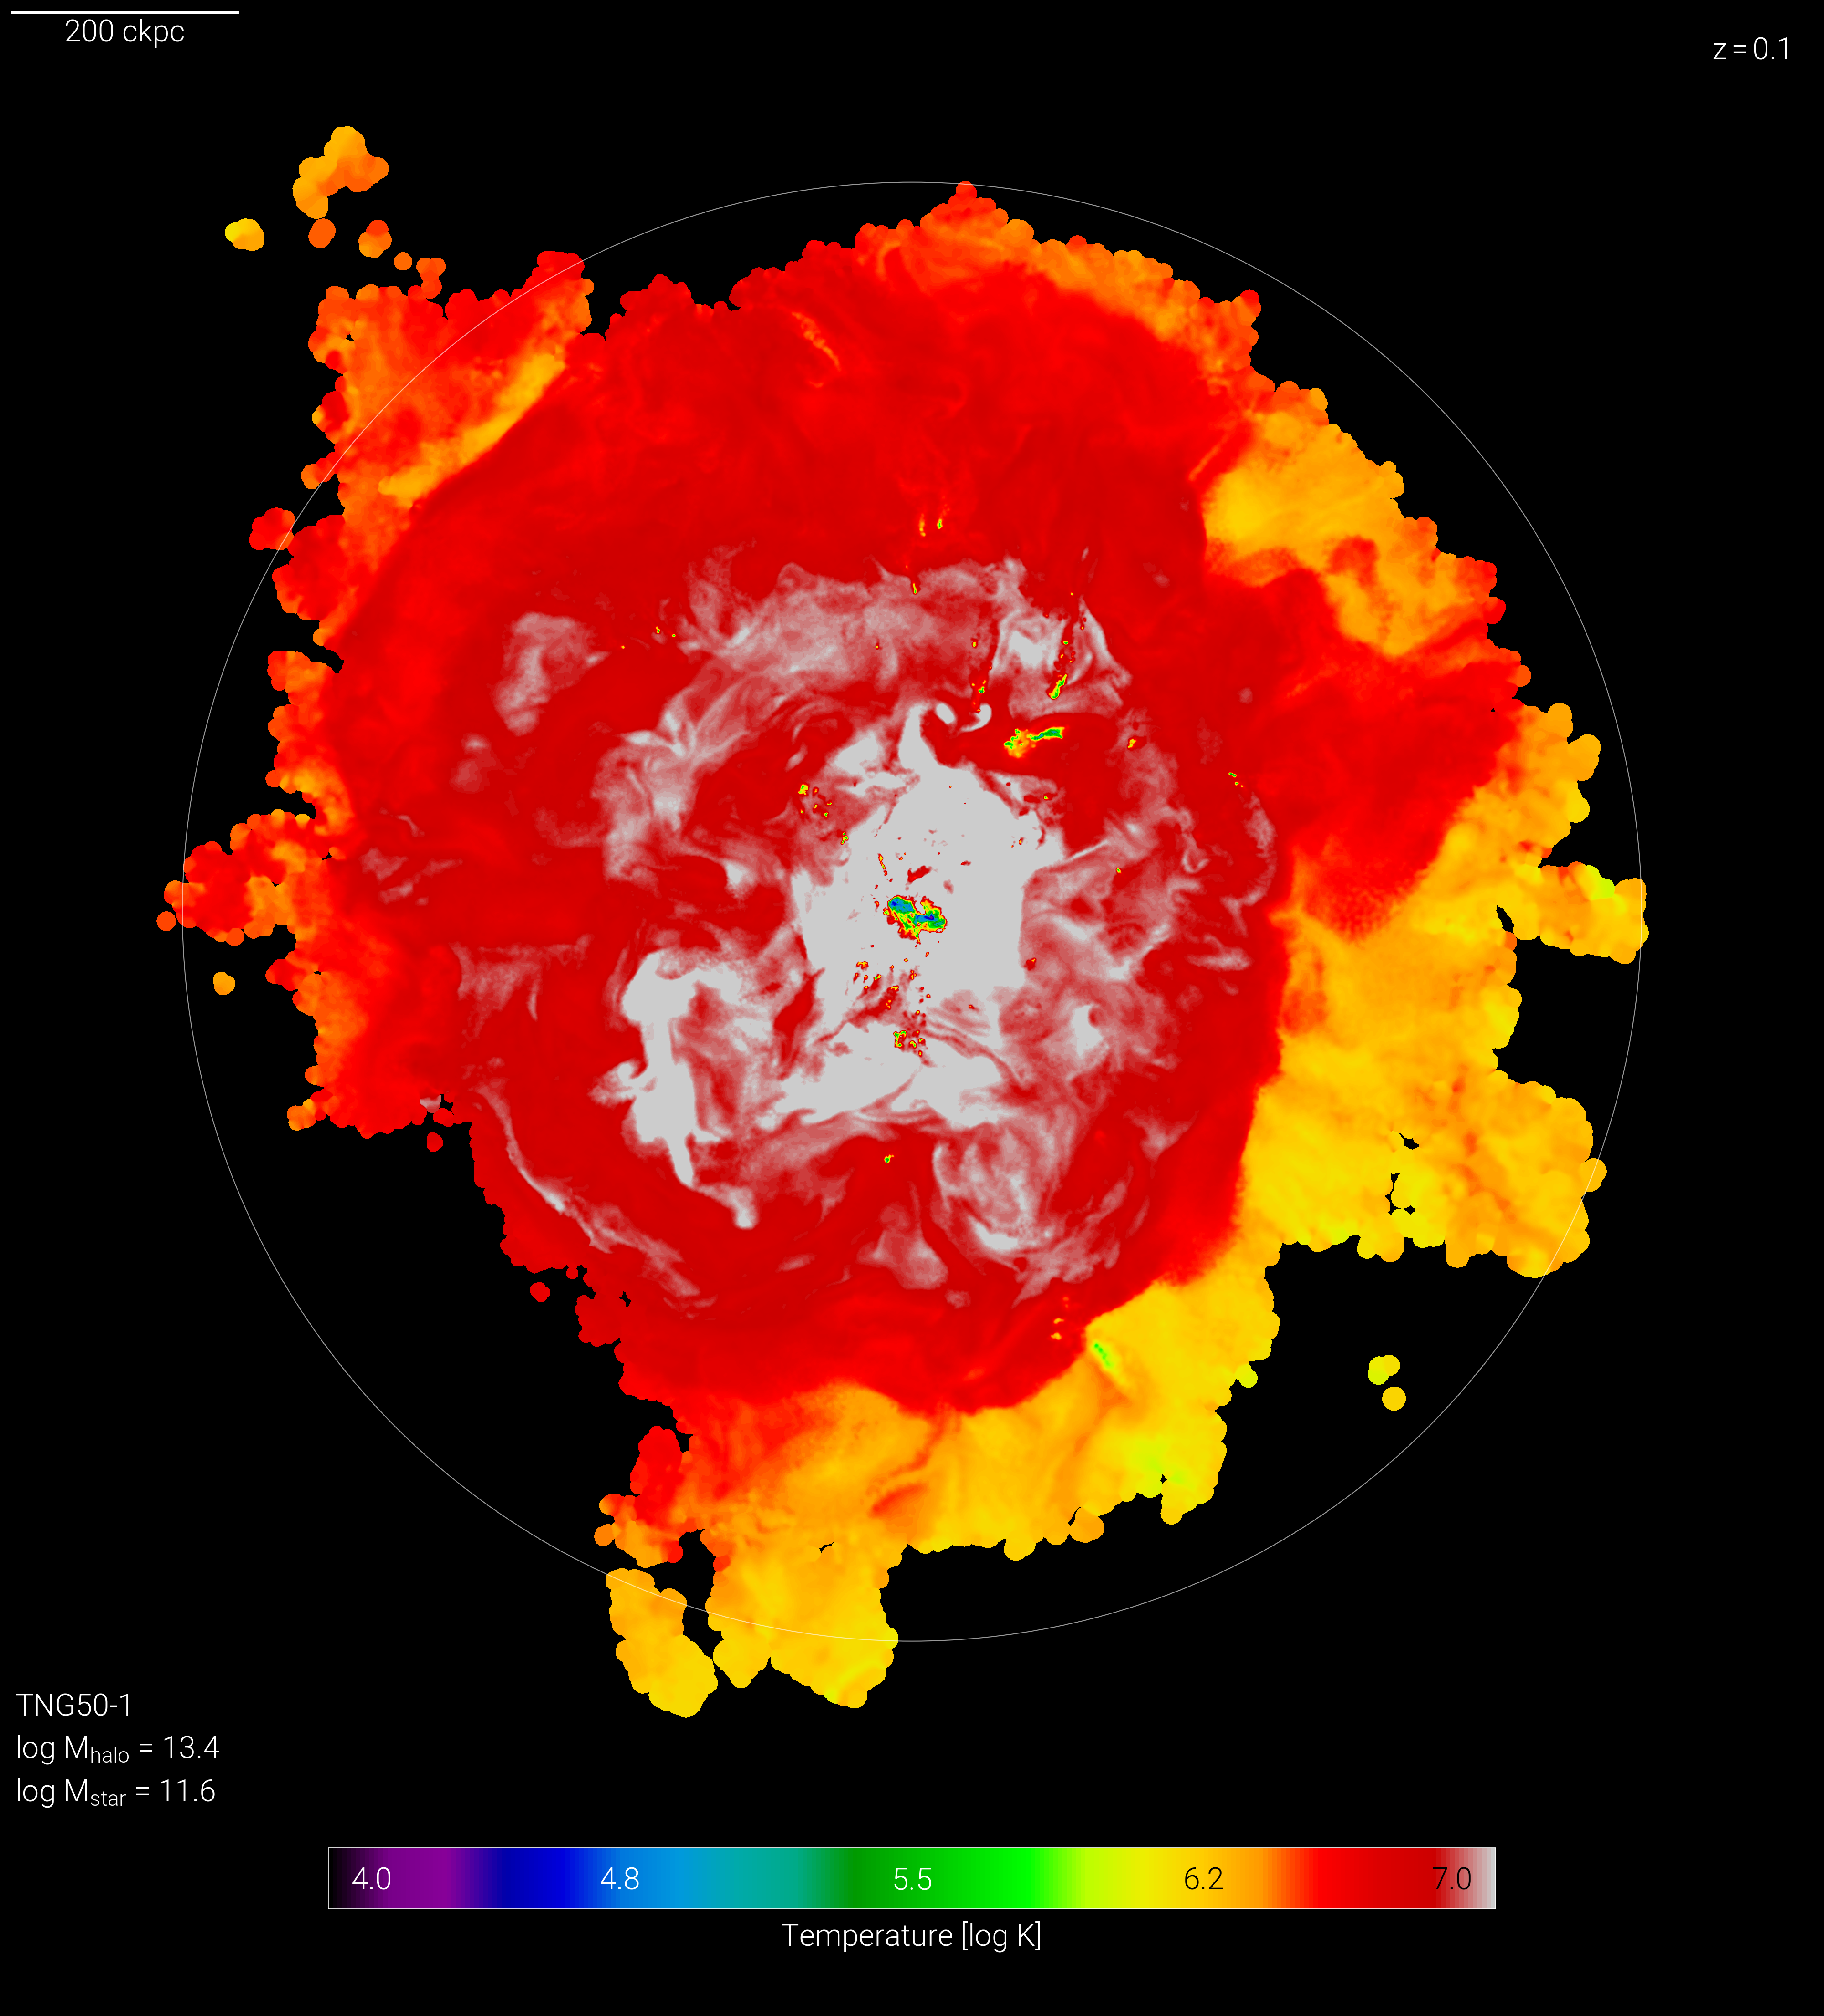 200 ckpc
z = 0.1
TNG50-1
log Mhalo = 13.4
log Mstar = 11.6
4.0 4.8 5.5 6.2 7.0
Temperature [log K]